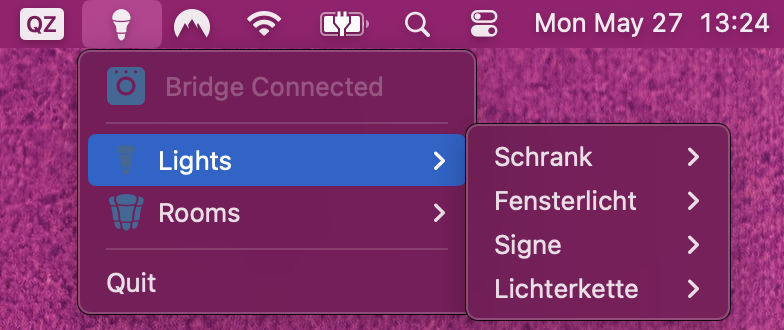 QZ Mon May 27 13:24
Bridge Connected
Lights
Rooms
Quit
Schrank
Fensterlicht
Signe
Lichterkette